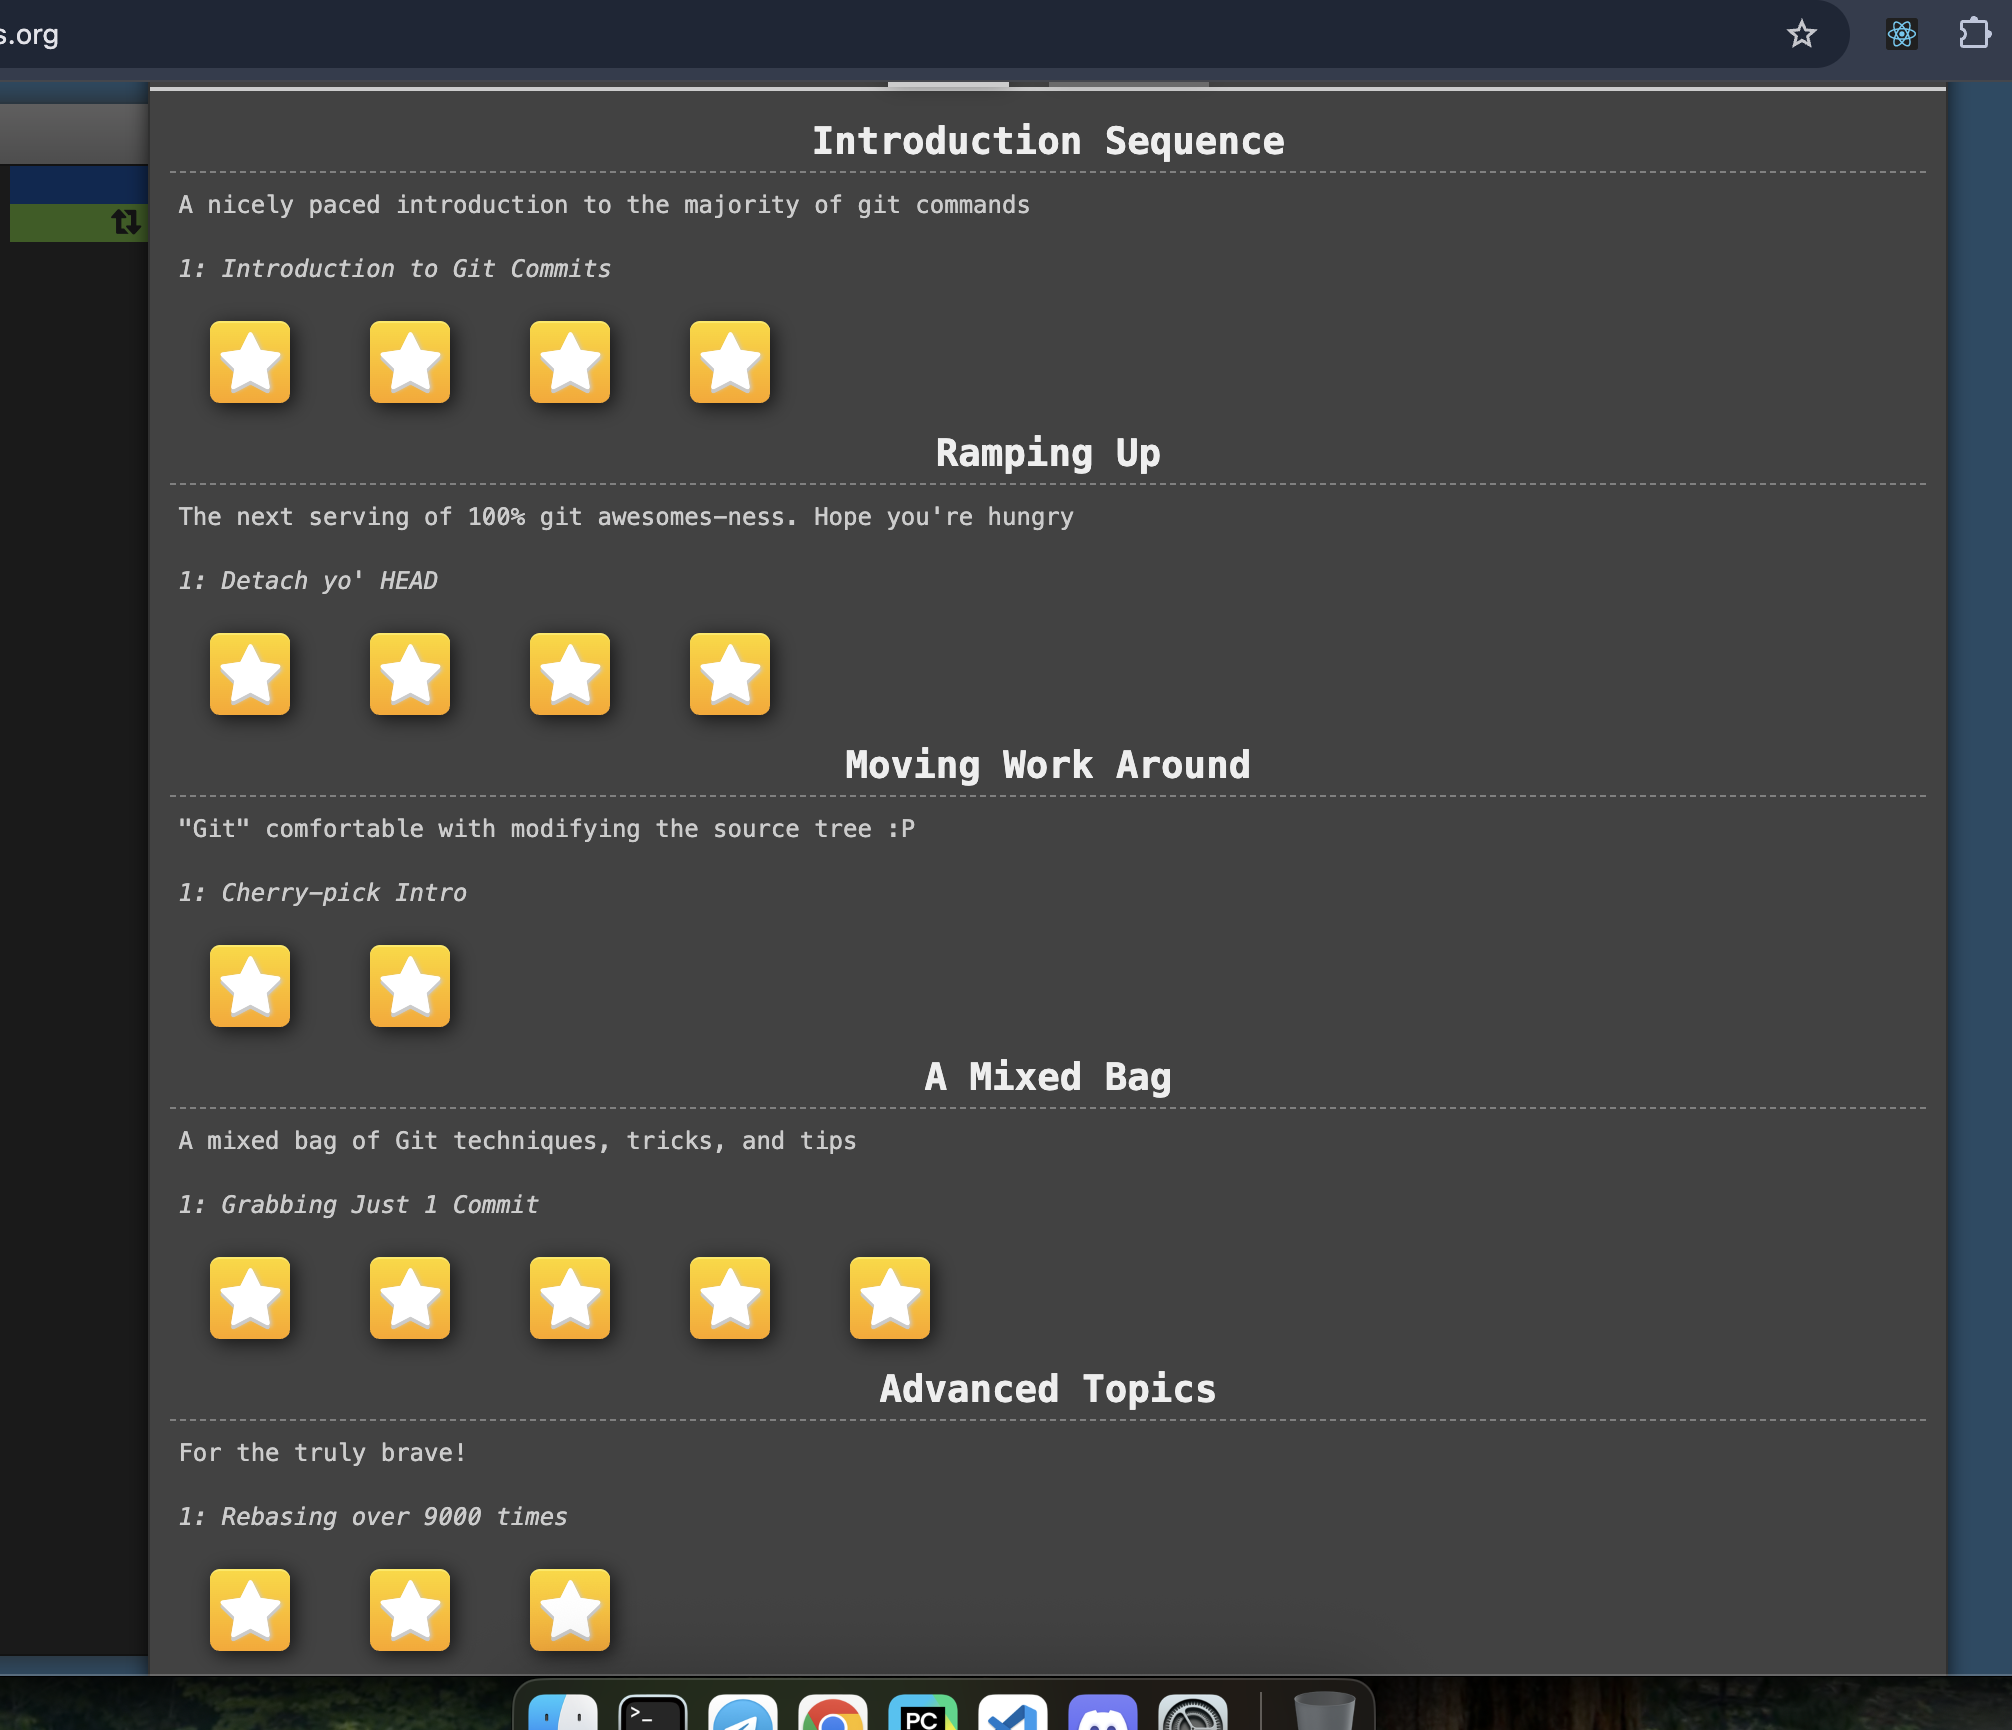 s.org
Introduction Sequence
A nicely paced introduction to the majority of git commands
1: Introduction to Git Commits
Ramping Up
The next serving of 100% git awesomes-ness. Hope you're hungry
1: Detach yo' HEAD
Moving Work Around
"Git" comfortable with modifying the source tree :P
1: Cherry-pick Intro
A Mixed Bag
A mixed bag of Git techniques, tricks, and tips
1: Grabbing Just 1 Commit
Advanced Topics
For the truly brave!
1: Rebasing over 9000 times
>_
PC